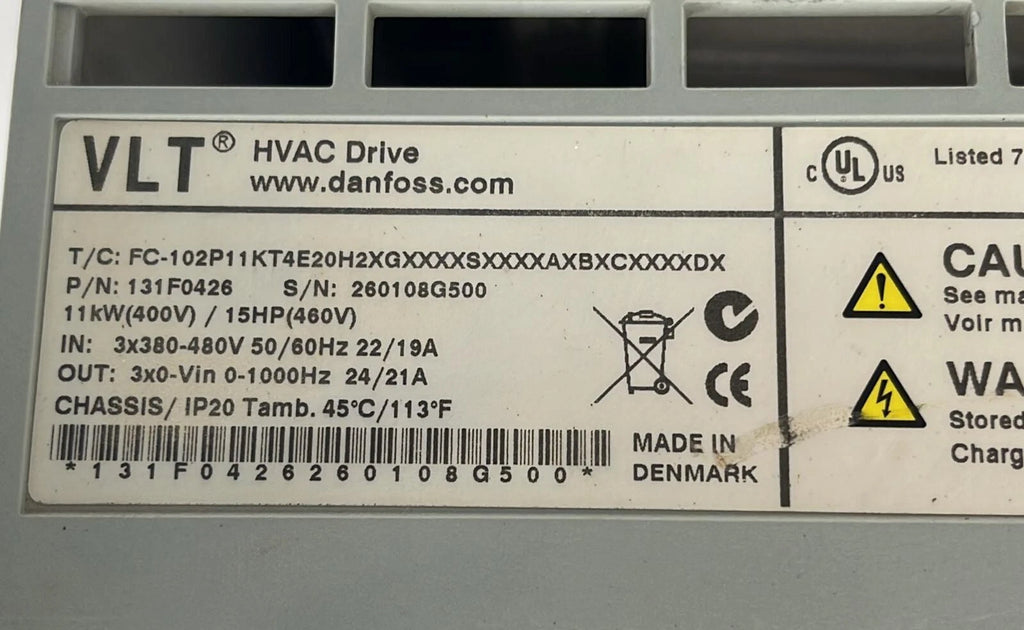 VLT® HVAC Drive
www.danfoss.com
C UL US Listed 7
T/C: FC-102P11KT4E20H2XGXXXXSXXXXAXBXCXXXXDX
P/N: 131F0426 S/N: 260108G500
11kW(400V) / 15HP(460V)
IN: 3x380-480V 50/60Hz 22/19A
OUT: 3x0-Vin 0-1000Hz 24/21A
CHASSIS/ IP20 Tamb. 45°C/113°F
*131F0426260108G500*
CE
MADE IN
DENMARK
CAU
See ma
Voir m
WA
Stored
Charg